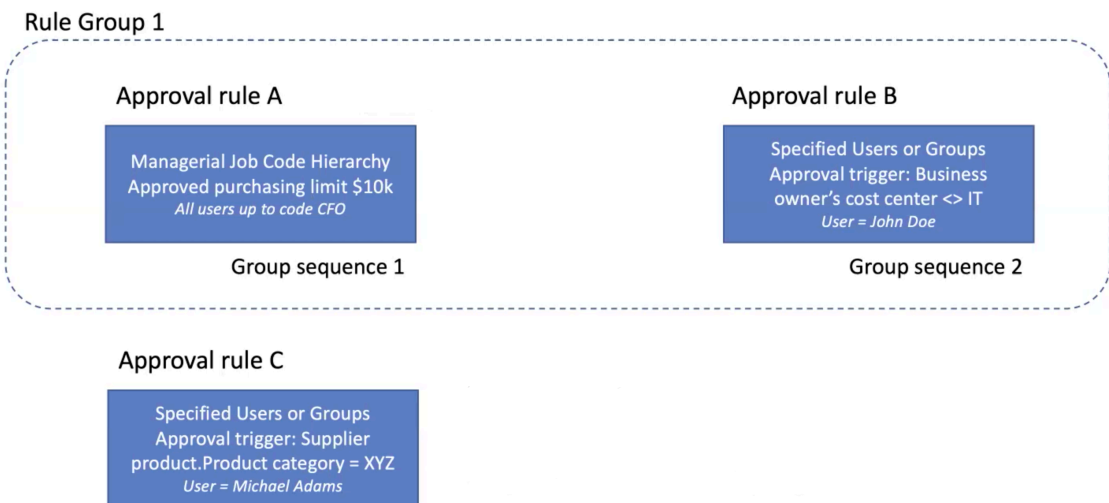 Rule Group 1
Approval rule A
Managerial Job Code Hierarchy
Approved purchasing limit $10k
All users up to code CFO
Group sequence 1
Approval rule B
Specified Users or Groups
Approval trigger: Business
owner's cost center <> IT
User = John Doe
Group sequence 2
Approval rule C
Specified Users or Groups
Approval trigger: Supplier
product.Product category = XYZ
User = Michael Adams